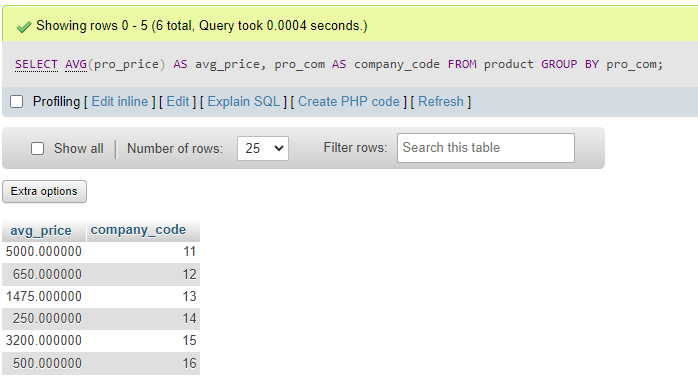 Showing rows 0 - 5 (6 total, Query took 0.0004 seconds.)
SELECT AVG(pro_price) AS avg_price, pro_com AS company_code FROM product GROUP BY pro_com;
Profiling [ Edit inline ] [ Edit ] [ Explain SQL ] [ Create PHP code ] [ Refresh ]
Show all Number of rows: 25 Filter rows: Search this table
Extra options
avg_price company_code
5000.000000 11
650.000000 12
1475.000000 13
250.000000 14
3200.000000 15
500.000000 16